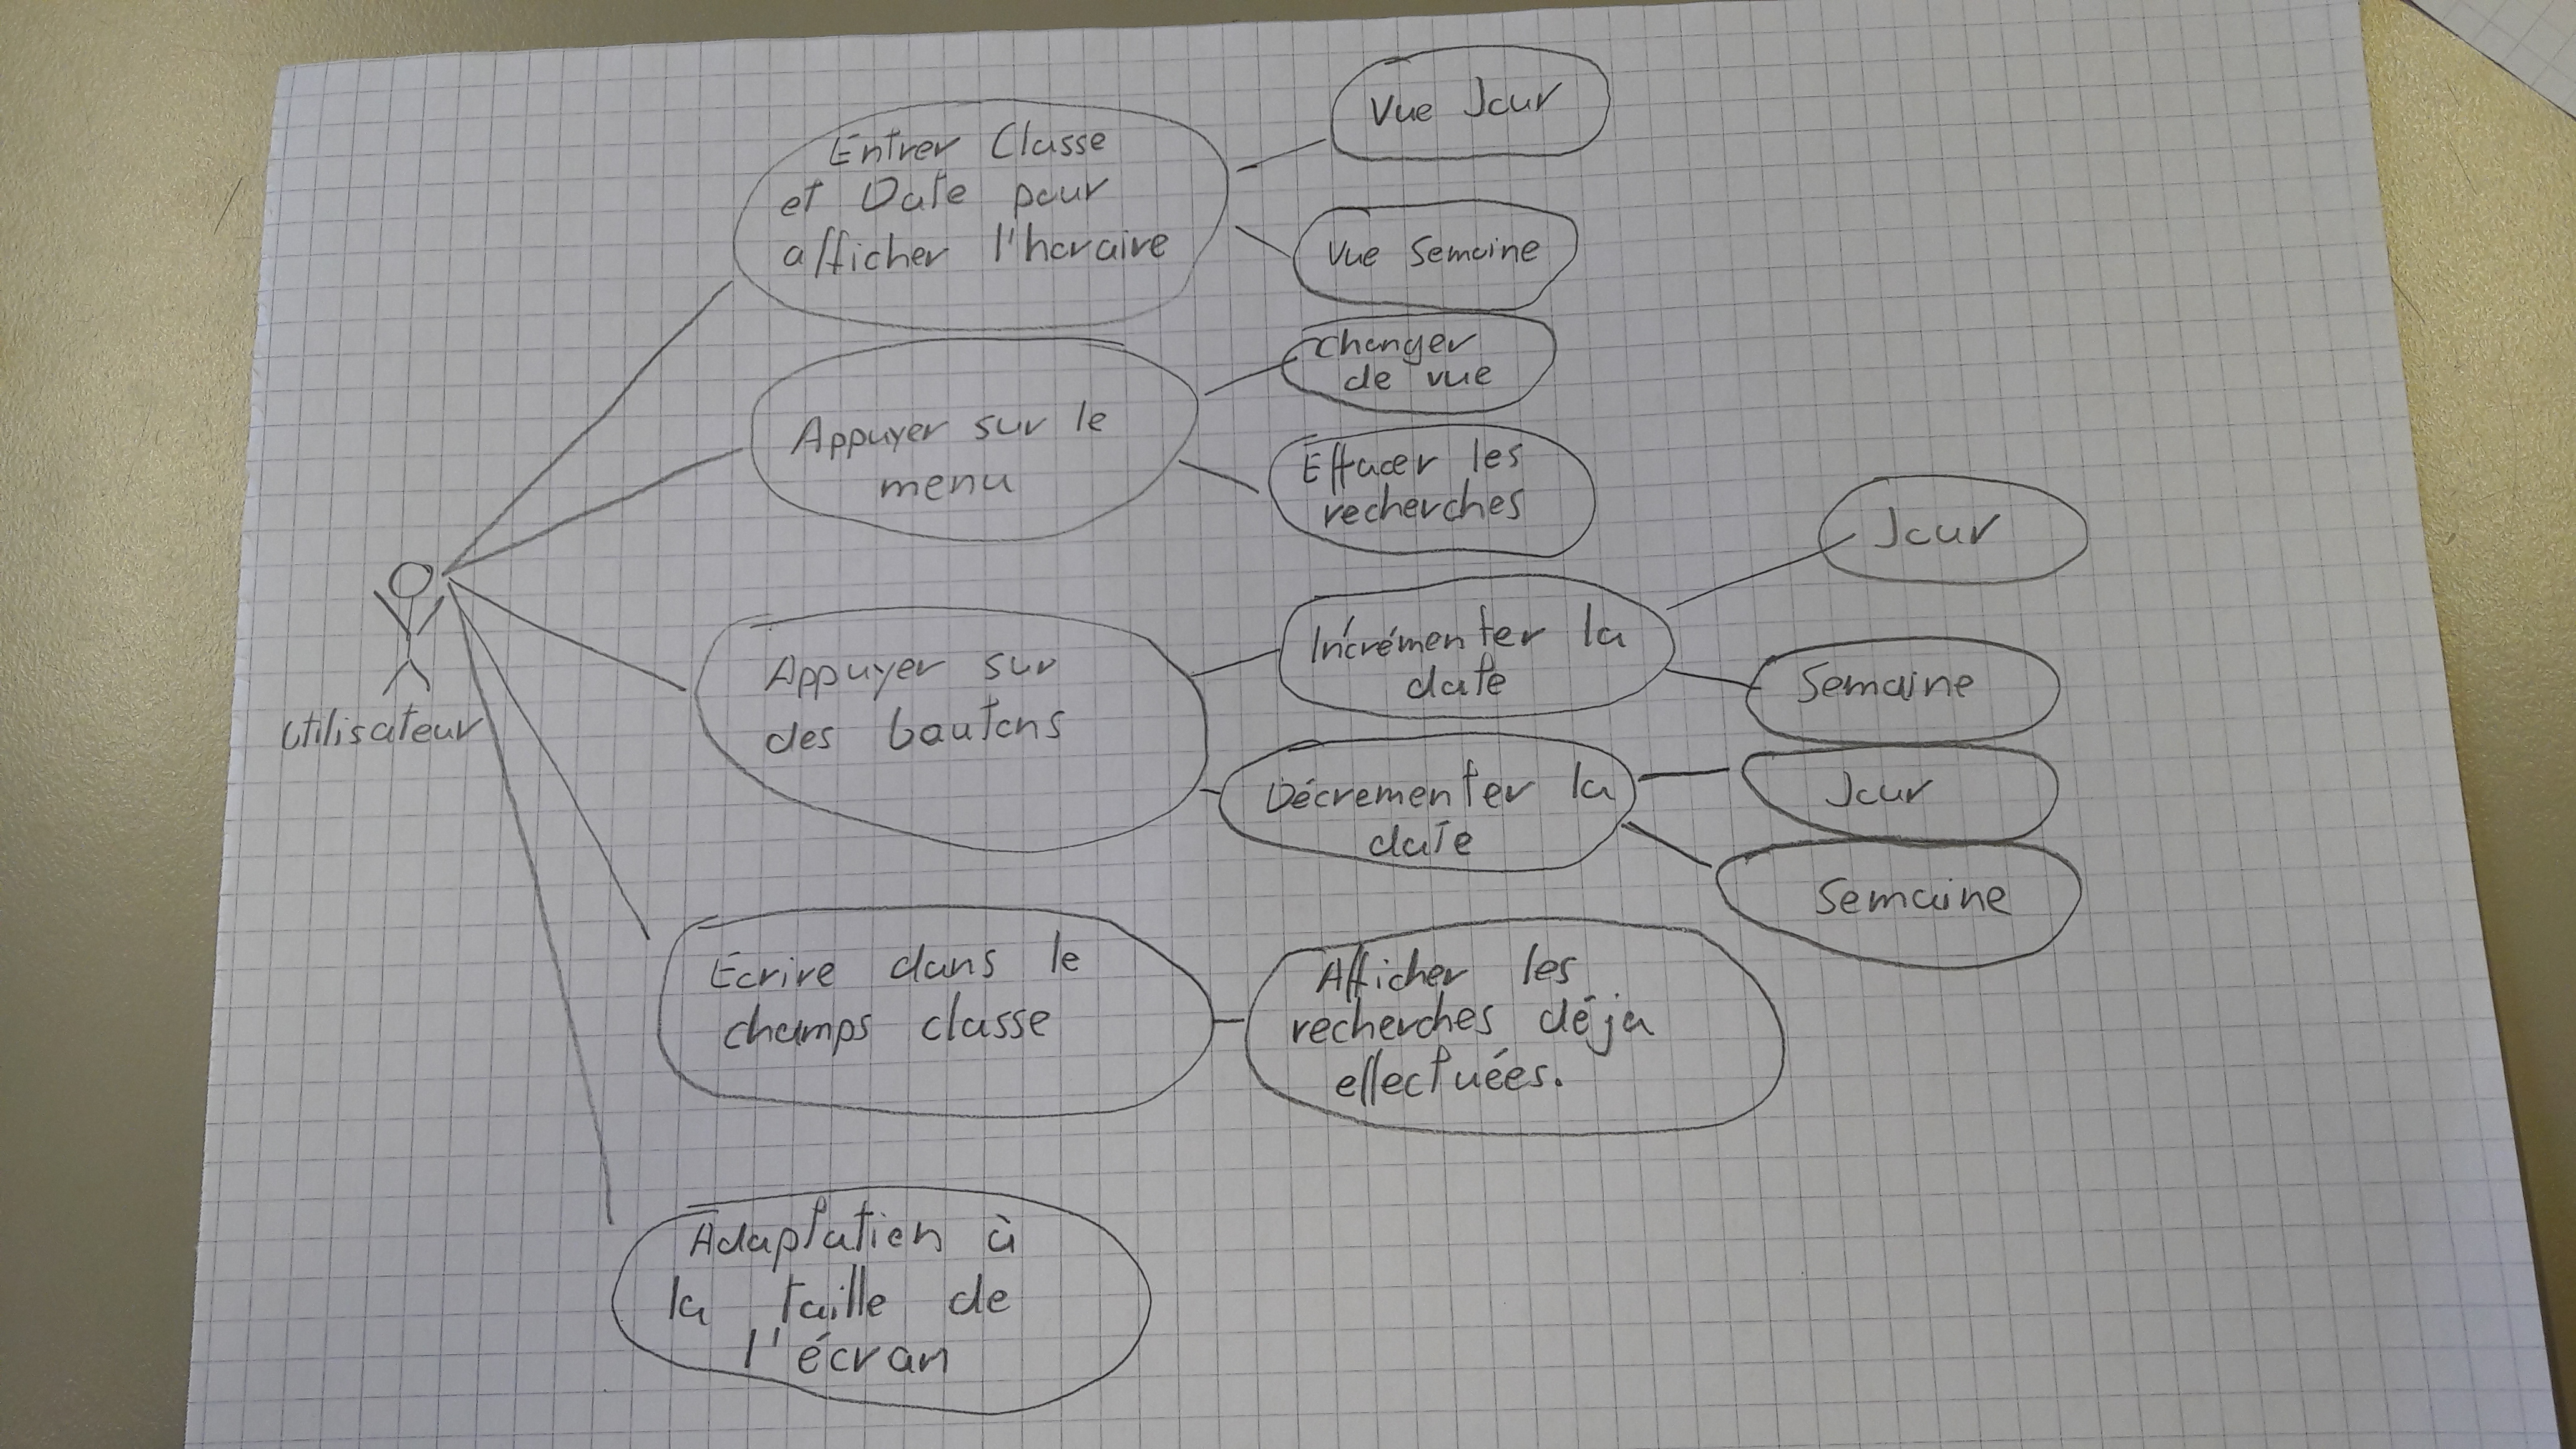 Entrer Classe
et Date pour
afficher l'horaire
Vue Jour
Vue Semaine
Appuyer sur le
menu
changer
de vue
Effacer les
recherches
Utilisateur
Appuyer sur
des boutons
Incrémenter la
date
Jour
Semaine
Décrementer la
date
Jour
Semaine
Ecrire dans le
champs classe
Afficher les
recherches déja
effectuées.
Adaptation à
la taille de
l'écran